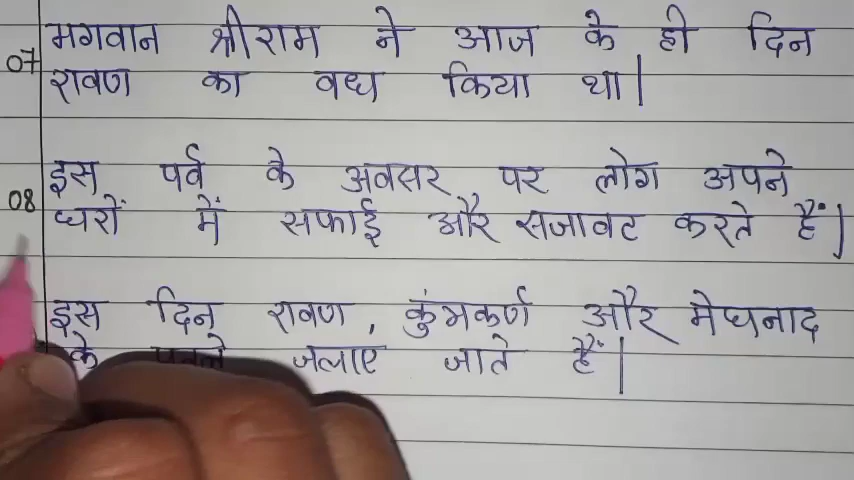 07 भगवान श्रीराम ने आज के ही दिन
रावण का वध किया था|
08 इस पर्व के अवसर पर लोग अपने
घरों में सफाई और सजावट करते हैं|
इस दिन रावण, कुंभकर्ण और मेघनाद
के पुतले जलाए जाते हैं|